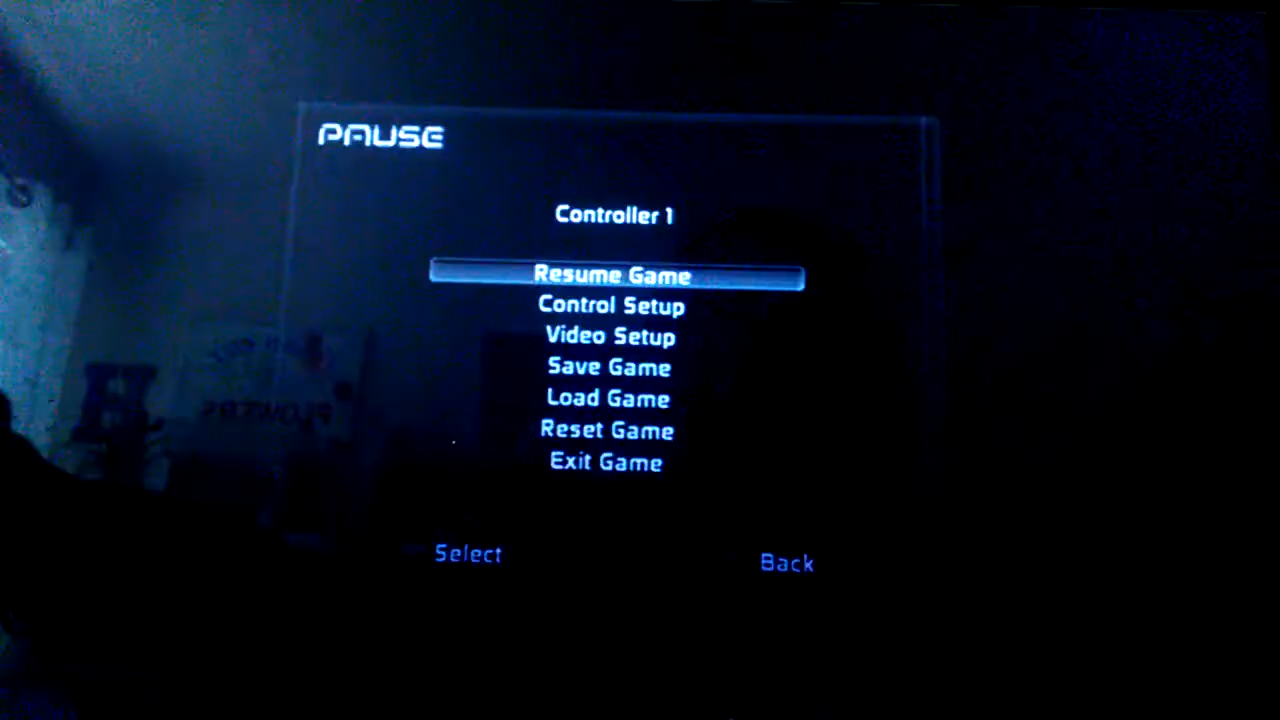 PAUSE
Controller 1
Resume Game
Control Setup
Video Setup
Save Game
Load Game
Reset Game
Exit Game
Select
Back